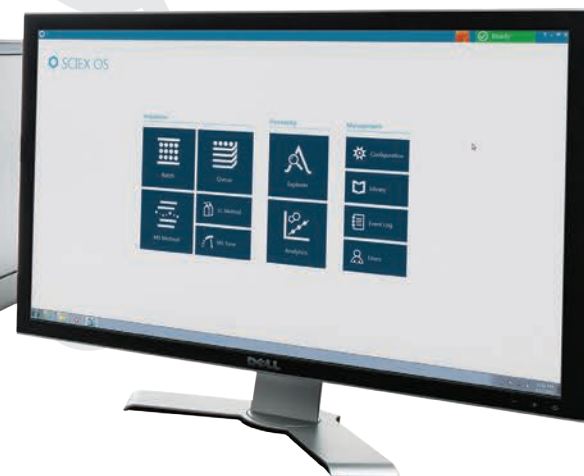 Ready
SCIEX OS
Acquisition
Processing
Management
Batch
Queue
Explorer
Configuration
Library
MS Method
LC Method
MS Tune
Analytics
Event Log
Users
DELL